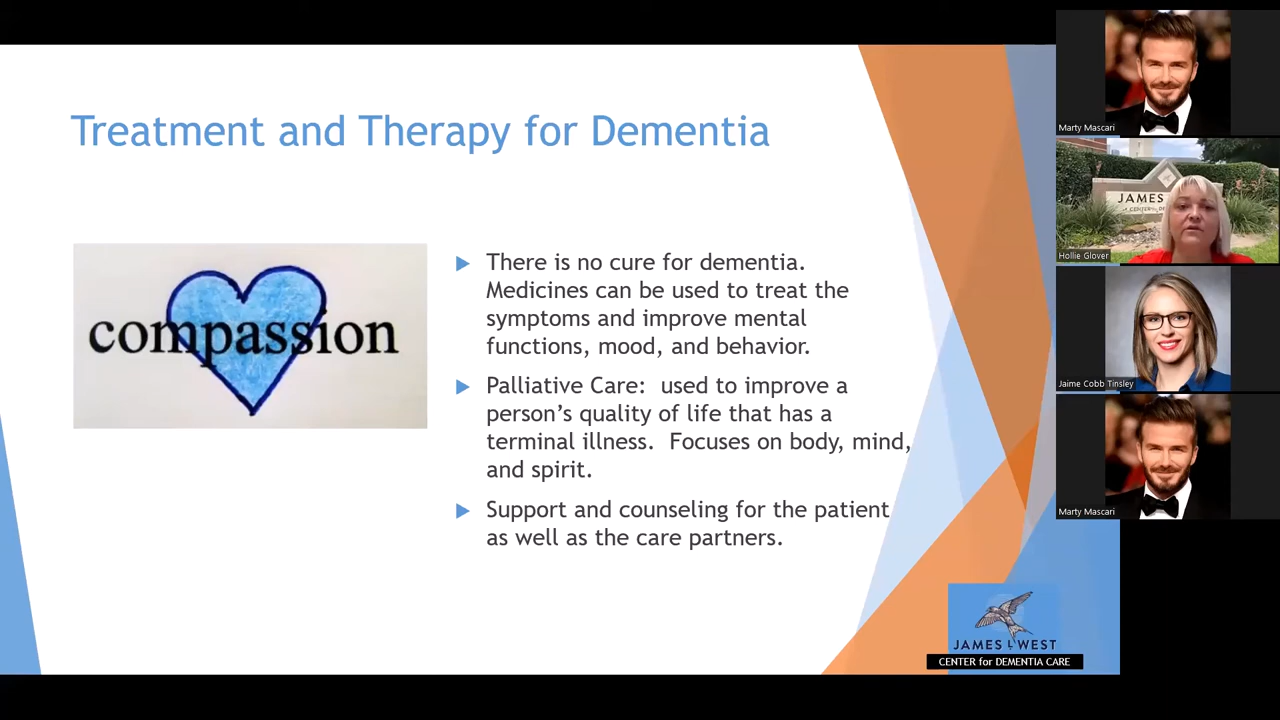 Treatment and Therapy for Dementia
compassion
There is no cure for dementia.
Medicines can be used to treat the
symptoms and improve mental
functions, mood, and behavior.
Palliative Care:  used to improve a
person’s quality of life that has a
terminal illness.  Focuses on body, mind,
and spirit.
Support and counseling for the patient
as well as the care partners.
JAMES L WEST
CENTER for DEMENTIA CARE
Marty Mascari
JAMES
Hollie Glover
Jaime Cobb Tinsley
Marty Mascari